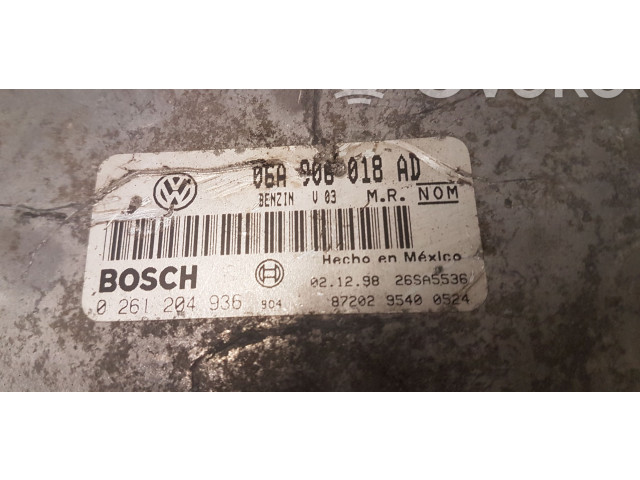 06A 906 018 AD
BENZIN V 03 M.R. NOM
Hecho en México
BOSCH
02.12.98 26SA5536
0 261 204 936 904 87202 9540 0524